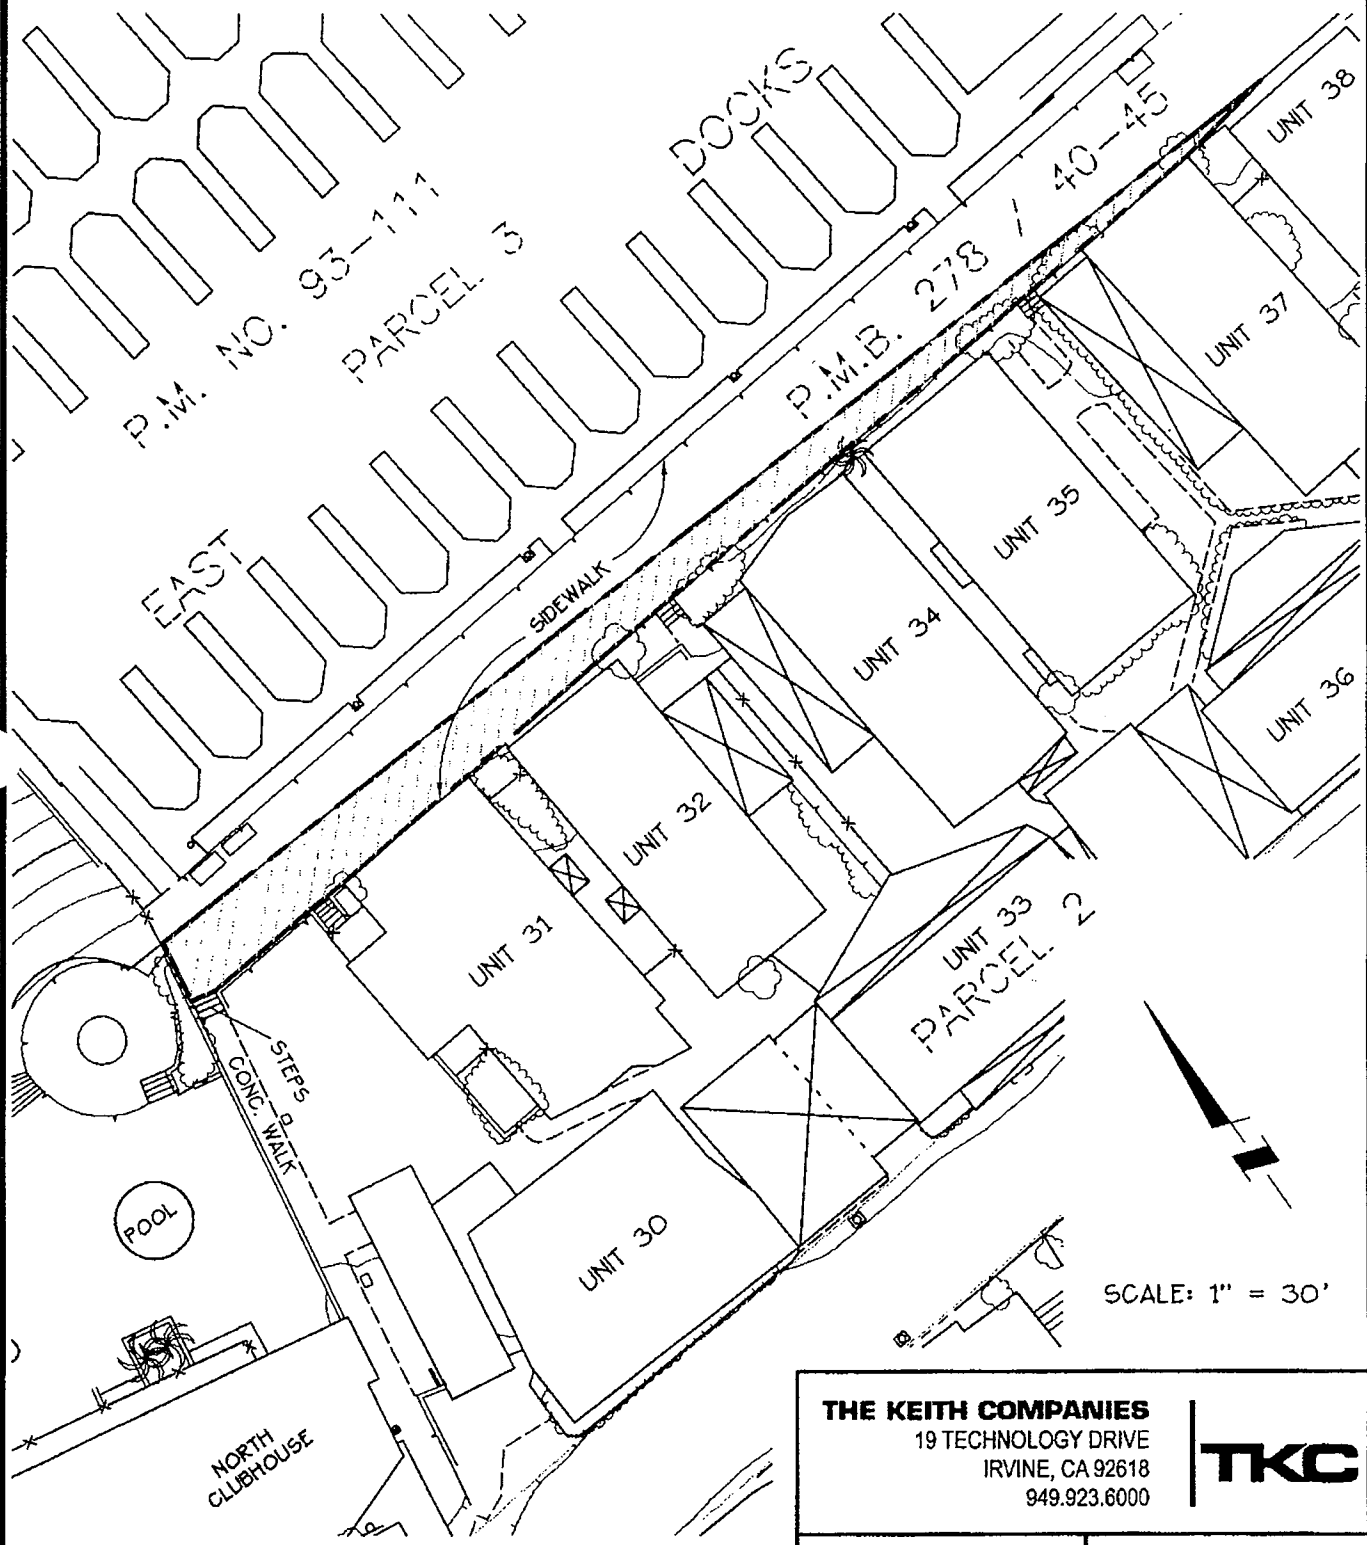 DOCKS
UNIT 38
P.M. NO. 93-111
PARCEL 3
P.M.B. 278 / 40-45
UNIT 37
EAST
SIDEWALK
UNIT 35
UNIT 34
UNIT 36
UNIT 32
UNIT 31
UNIT 33
PARCEL 2
STEPS
CONC. WALK
POOL
UNIT 30
SCALE: 1" = 30'
NORTH
CLUBHOUSE
THE KEITH COMPANIES
19 TECHNOLOGY DRIVE
IRVINE, CA 92618
949.923.6000
TKC